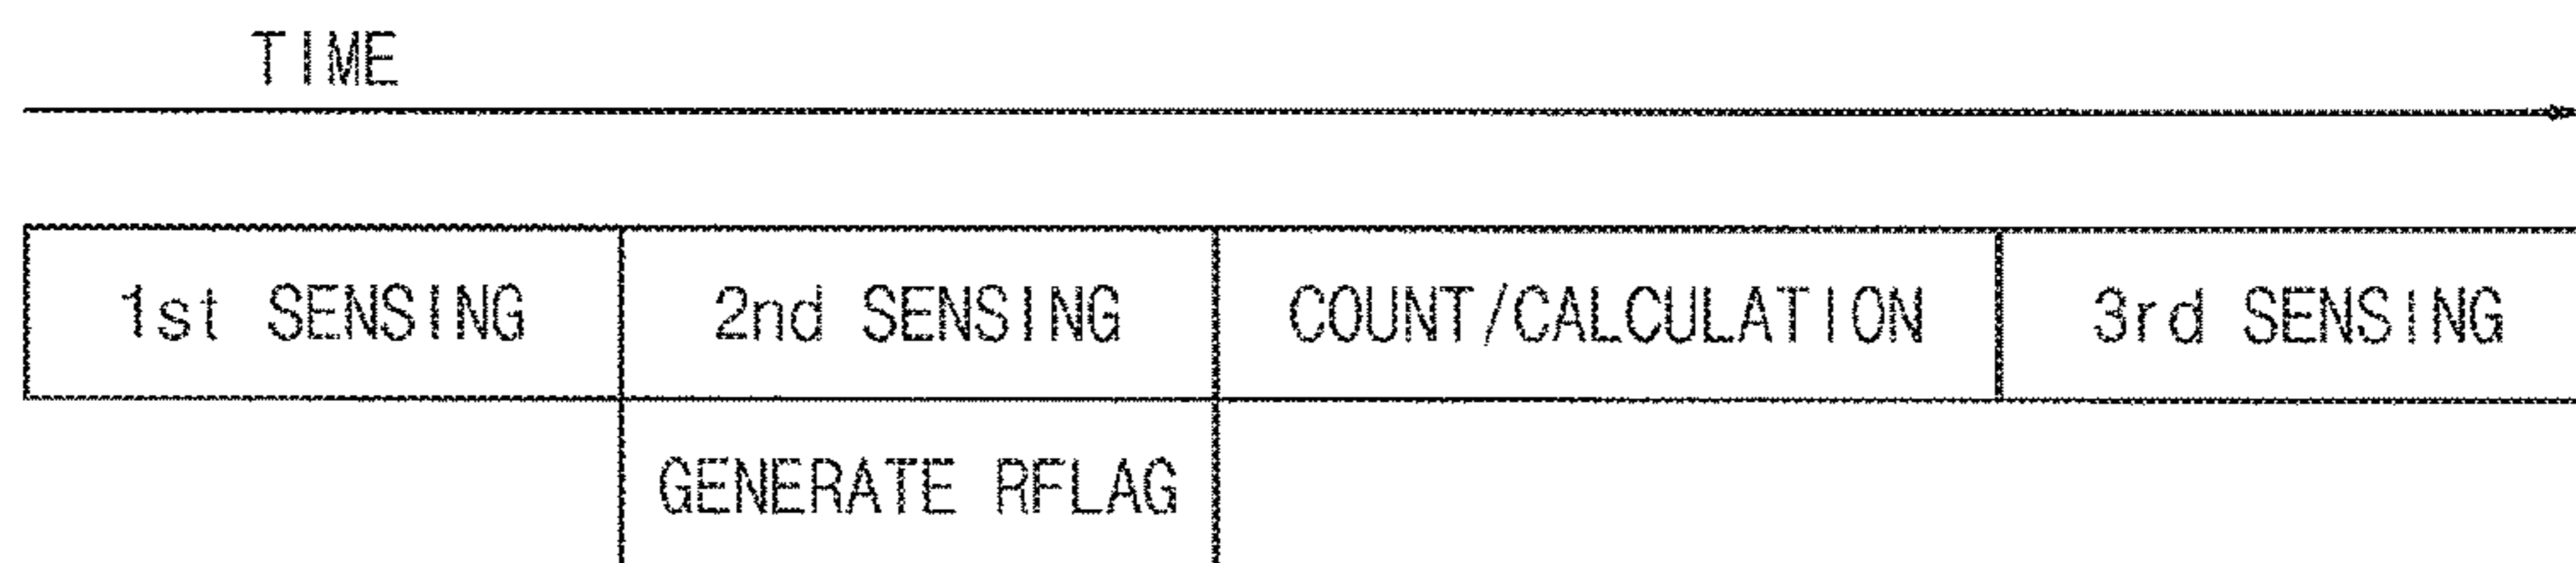 TIME
1st SENSING 2nd SENSING COUNT/CALCULATION 3rd SENSING
GENERATE RFLAG